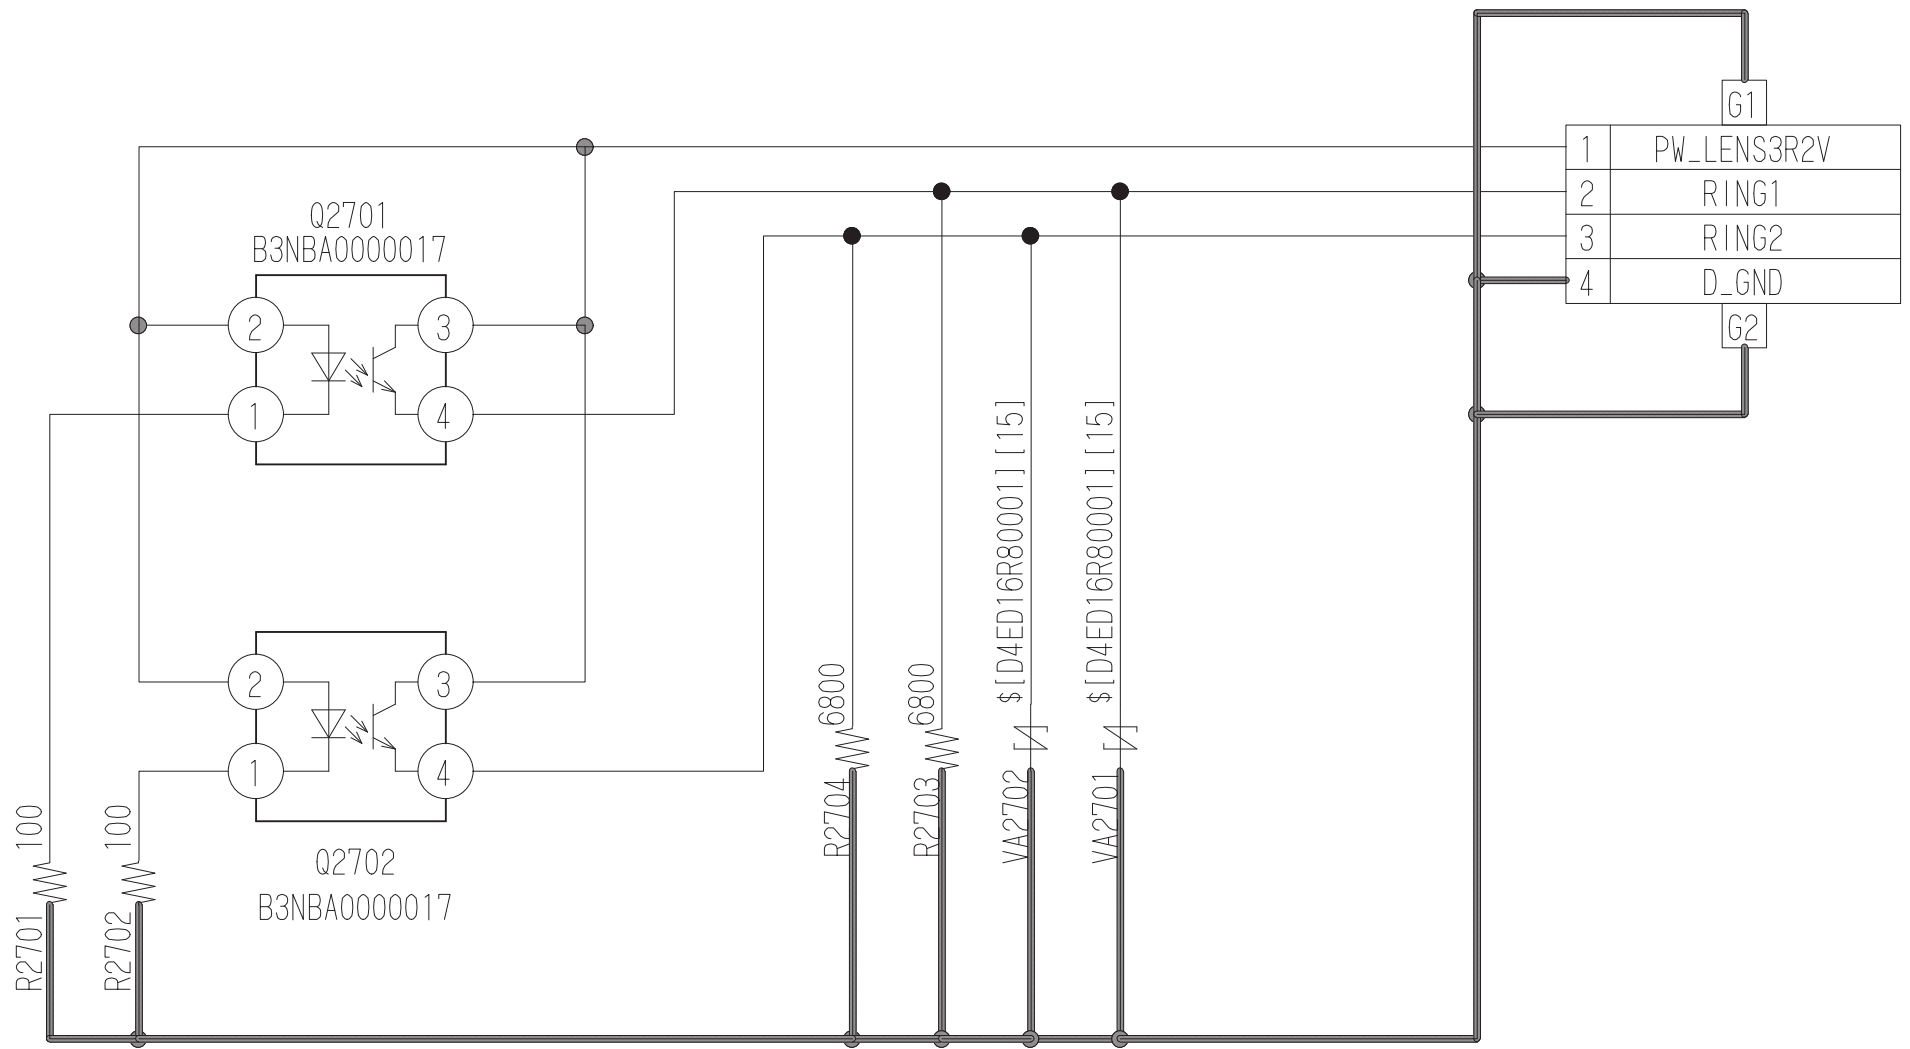 G1
1 PW_LENS3R2V
2 RING1
3 RING2
4 D_GND
G2
Q2701
B3NBA0000017
2
3
1
4
$[D4ED16R80001][15]
$[D4ED16R80001][15]
2
3
1
4
6800
6800
R2704
R2703
VA2702
VA2701
100
100
Q2702
B3NBA0000017
R2701
R2702